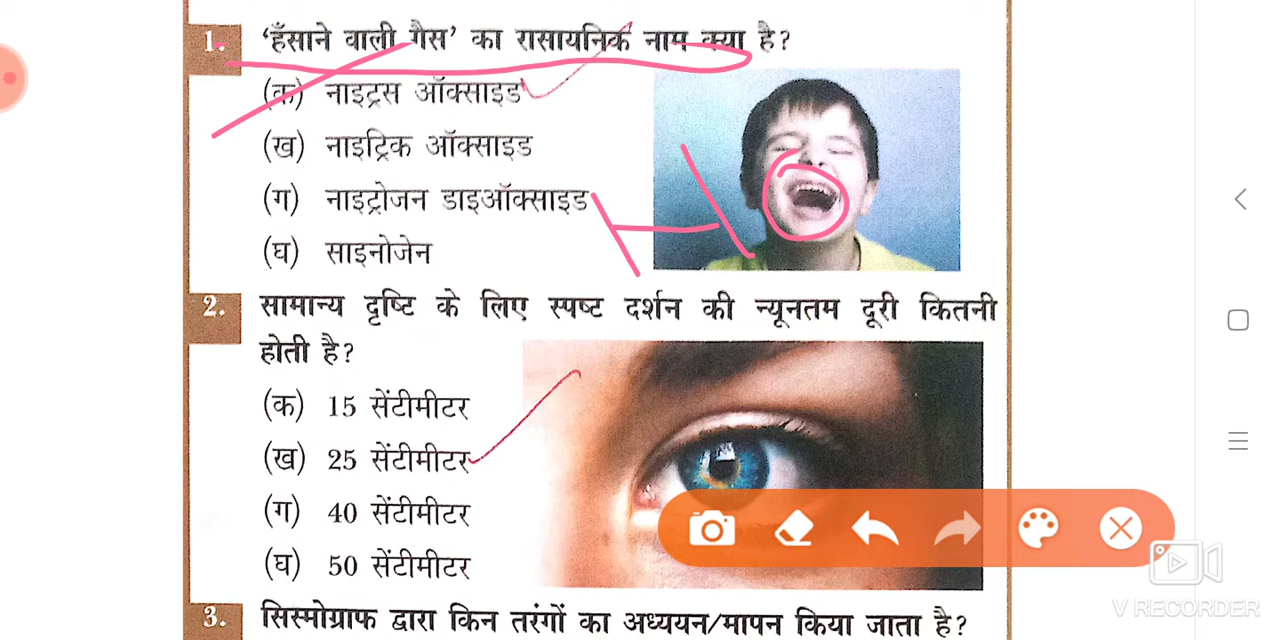 1. 'हँसाने वाली गैस' का रासायनिक नाम क्या है?
(क) नाइट्रस ऑक्साइड
(ख) नाइट्रिक ऑक्साइड
(ग) नाइट्रोजन डाइऑक्साइड
(घ) साइनोजेन
2. सामान्य दृष्टि के लिए स्पष्ट दर्शन की न्यूनतम दूरी कितनी
होती है?
(क) 15 सेंटीमीटर
(ख) 25 सेंटीमीटर
(ग) 40 सेंटीमीटर
(घ) 50 सेंटीमीटर
3. सिस्मोग्राफ द्वारा किन तरंगों का अध्ययन/मापन किया जाता है?
V RECORDER